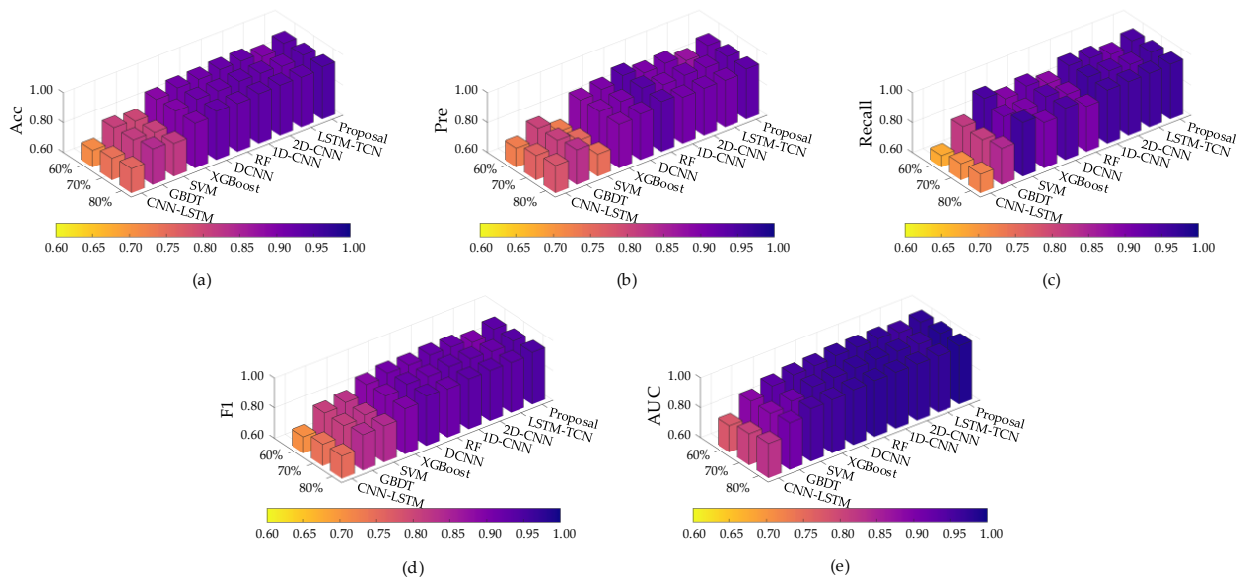 Acc
1.00
0.80
0.60
60%
70%
80%
CNN-LSTM
GBDT
SVM
XGBoost
DCNN
RF
1D-CNN
2D-CNN
LSTM-TCN
Proposal
0.60 0.65 0.70 0.75 0.80 0.85 0.90 0.95 1.00
(a)
Pre
1.00
0.80
0.60
60%
70%
80%
CNN-LSTM
GBDT
SVM
XGBoost
DCNN
RF
1D-CNN
2D-CNN
LSTM-TCN
Proposal
0.60 0.65 0.70 0.75 0.80 0.85 0.90 0.95 1.00
(b)
Recall
1.00
0.80
0.60
60%
70%
80%
CNN-LSTM
GBDT
SVM
XGBoost
DCNN
RF
1D-CNN
2D-CNN
LSTM-TCN
Proposal
0.60 0.65 0.70 0.75 0.80 0.85 0.90 0.95 1.00
(c)
F1
1.00
0.80
0.60
60%
70%
80%
CNN-LSTM
GBDT
SVM
XGBoost
DCNN
RF
1D-CNN
2D-CNN
LSTM-TCN
Proposal
0.60 0.65 0.70 0.75 0.80 0.85 0.90 0.95 1.00
(d)
AUC
1.00
0.80
0.60
60%
70%
80%
CNN-LSTM
GBDT
SVM
XGBoost
DCNN
RF
1D-CNN
2D-CNN
LSTM-TCN
Proposal
0.60 0.65 0.70 0.75 0.80 0.85 0.90 0.95 1.00
(e)